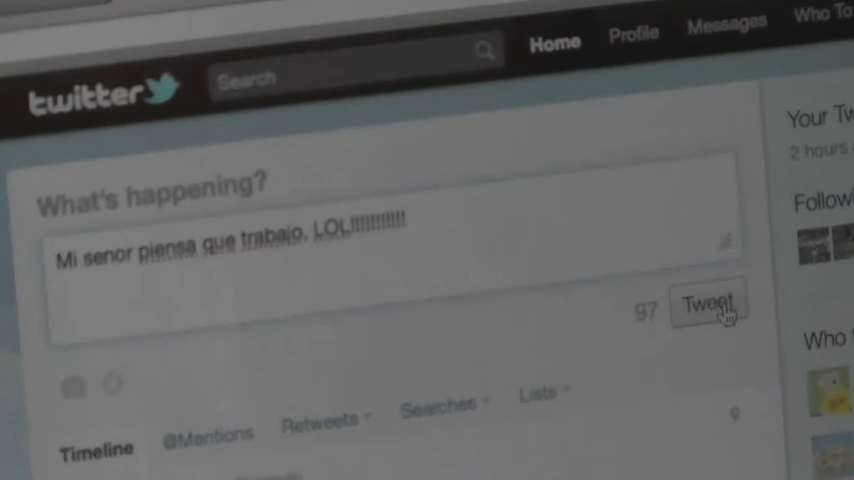 twitter Search Home Profile Messages Who To
What's happening?
Your Tw
2 hours
Mi senor piensa que trabajo, LOL!!!!!!!!!!!
Followi
97 Tweet
Who
Timeline @Mentions Retweets Searches Lists